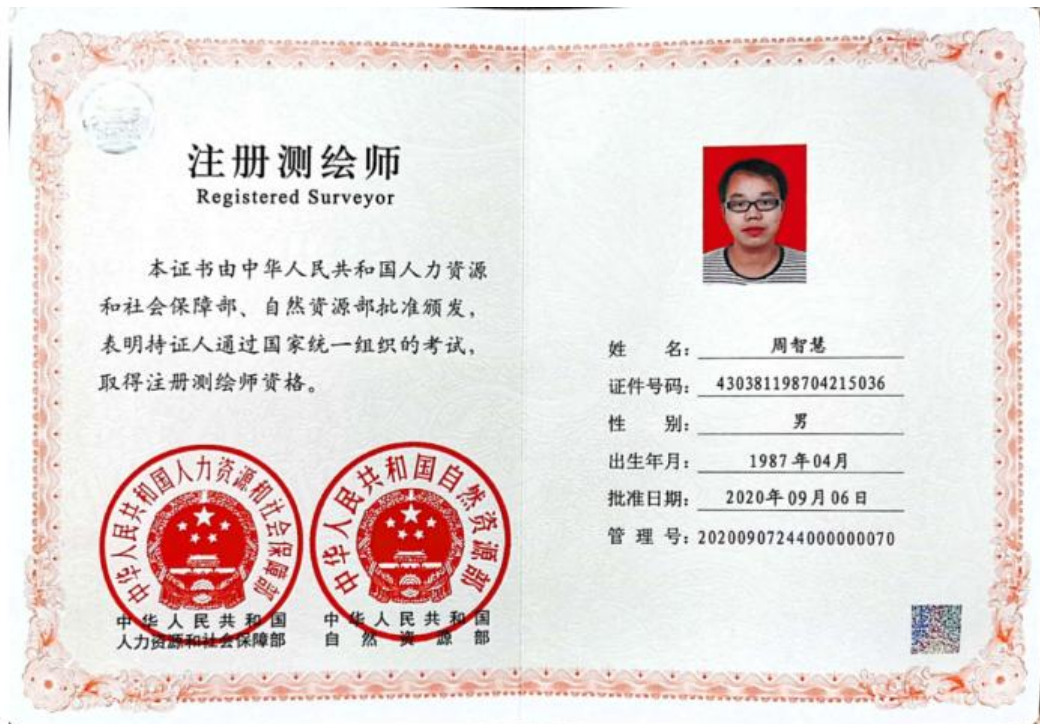 注册测绘师
Registered Surveyor
本证书由中华人民共和国人力资源
和社会保障部、自然资源部批准颁发，
表明持证人通过国家统一组织的考试，
取得注册测绘师资格。
中华人民共和国人力资源和社会保障部
中华人民共和国
人力资源和社会保障部
中华人民共和国自然资源部
中华人民共和国
自然资源部
姓 名：周智慧
证件号码：430381198704215036
性 别：男
出生年月：1987年04月
批准日期：2020年09月06日
管 理 号：20200907244000000070